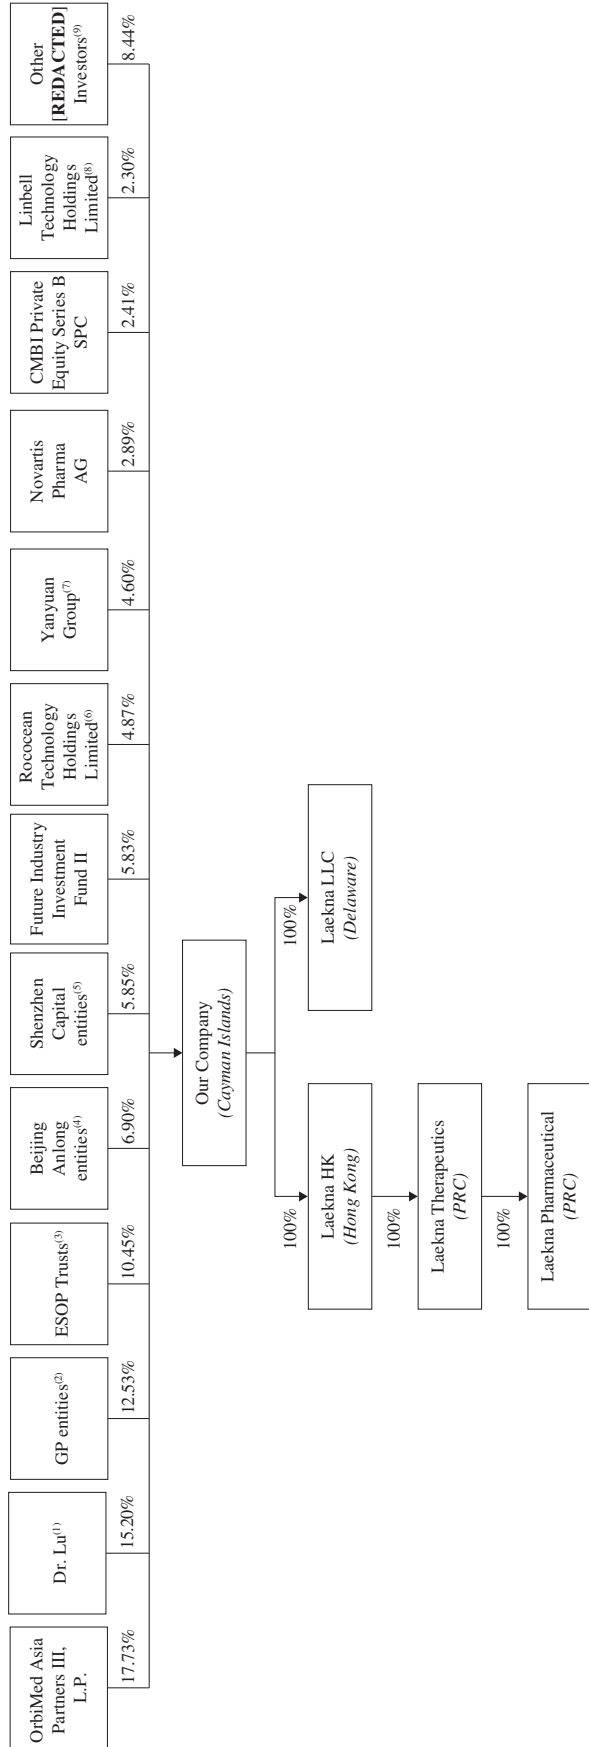 OrbiMed Asia
Partners III,
L.P.
17.73%
Dr. Lu(1)
15.20%
GP entities(2)
12.53%
ESOP Trusts(3)
10.45%
Beijing
Anlong
entities(4)
6.90%
Shenzhen
Capital
entities(5)
5.85%
Future Industry
Investment
Fund II
5.83%
Rococean
Technology
Holdings
Limited(6)
4.87%
Yanyuan
Group(7)
4.60%
Novartis
Pharma
AG
2.89%
CMBI Private
Equity Series B
SPC
2.41%
Linbell
Technology
Holdings
Limited(8)
2.30%
Other
[REDACTED]
Investors(9)
8.44%
Our Company
(Cayman Islands)
100%
100%
Laekna HK
(Hong Kong)
Laekna LLC
(Delaware)
100%
Laekna Therapeutics
(PRC)
100%
Laekna Pharmaceutical
(PRC)